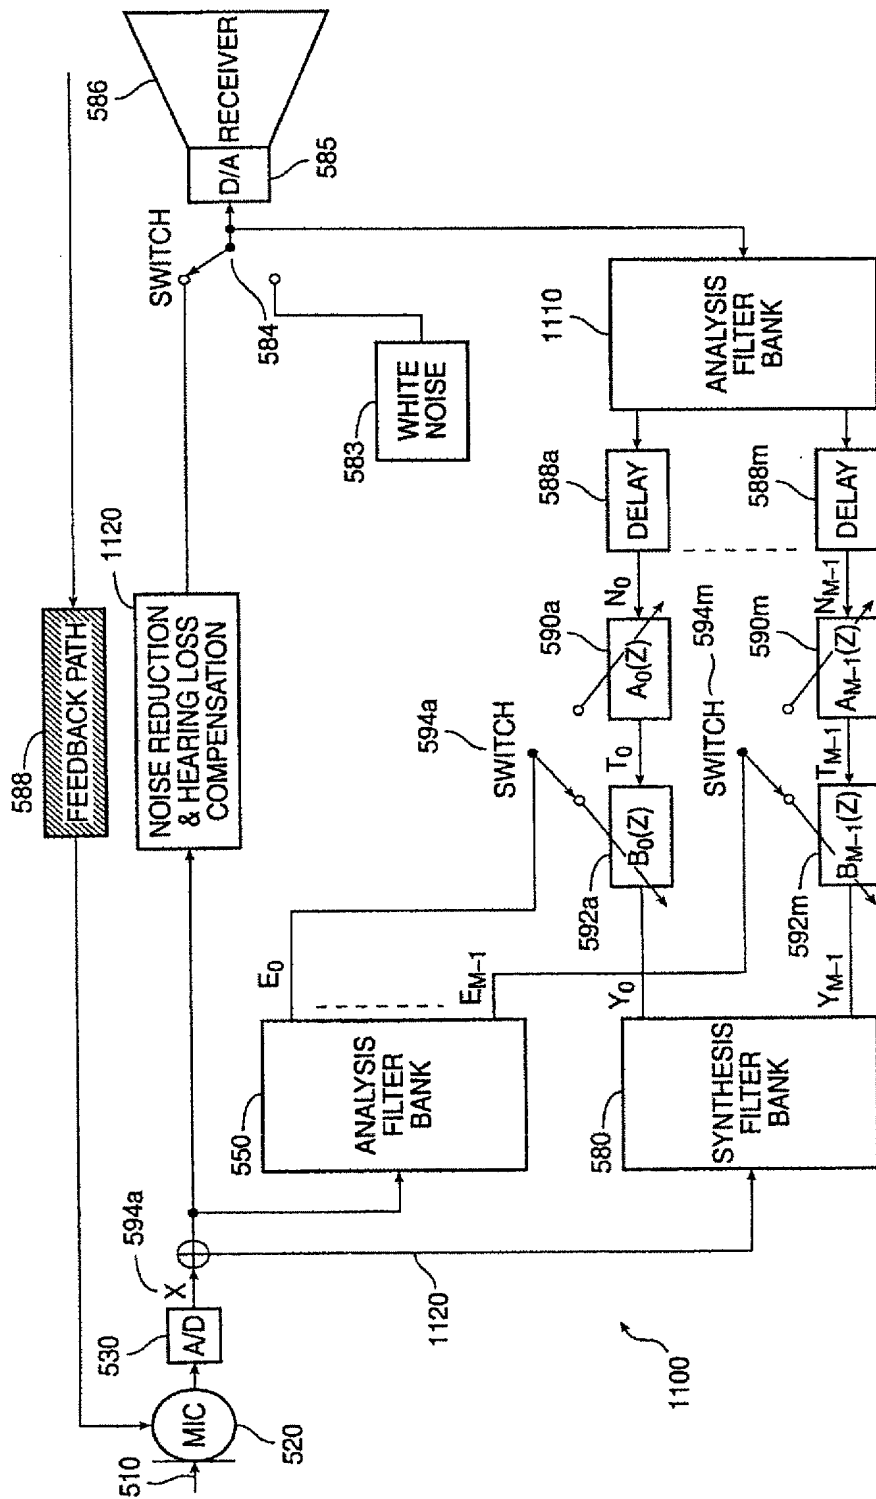 588
FEEDBACK PATH
586
510
MIC
520
530
A/D
594a
X
1120
NOISE REDUCTION
& HEARING LOSS
COMPENSATION
SWITCH
584
D/A
RECEIVER
585
583
WHITE
NOISE
550
ANALYSIS
FILTER
BANK
E0
EM–1
594a
SWITCH
1110
ANALYSIS
FILTER
BANK
1120
580
SYNTHESIS
FILTER
BANK
Y0
592a
B0(Z)
T0
590a
A0(Z)
N0
DELAY
588a
SWITCH
594m
YM–1
592m
BM–1(Z)
TM–1
590m
AM–1(Z)
NM–1
DELAY
588m
1100